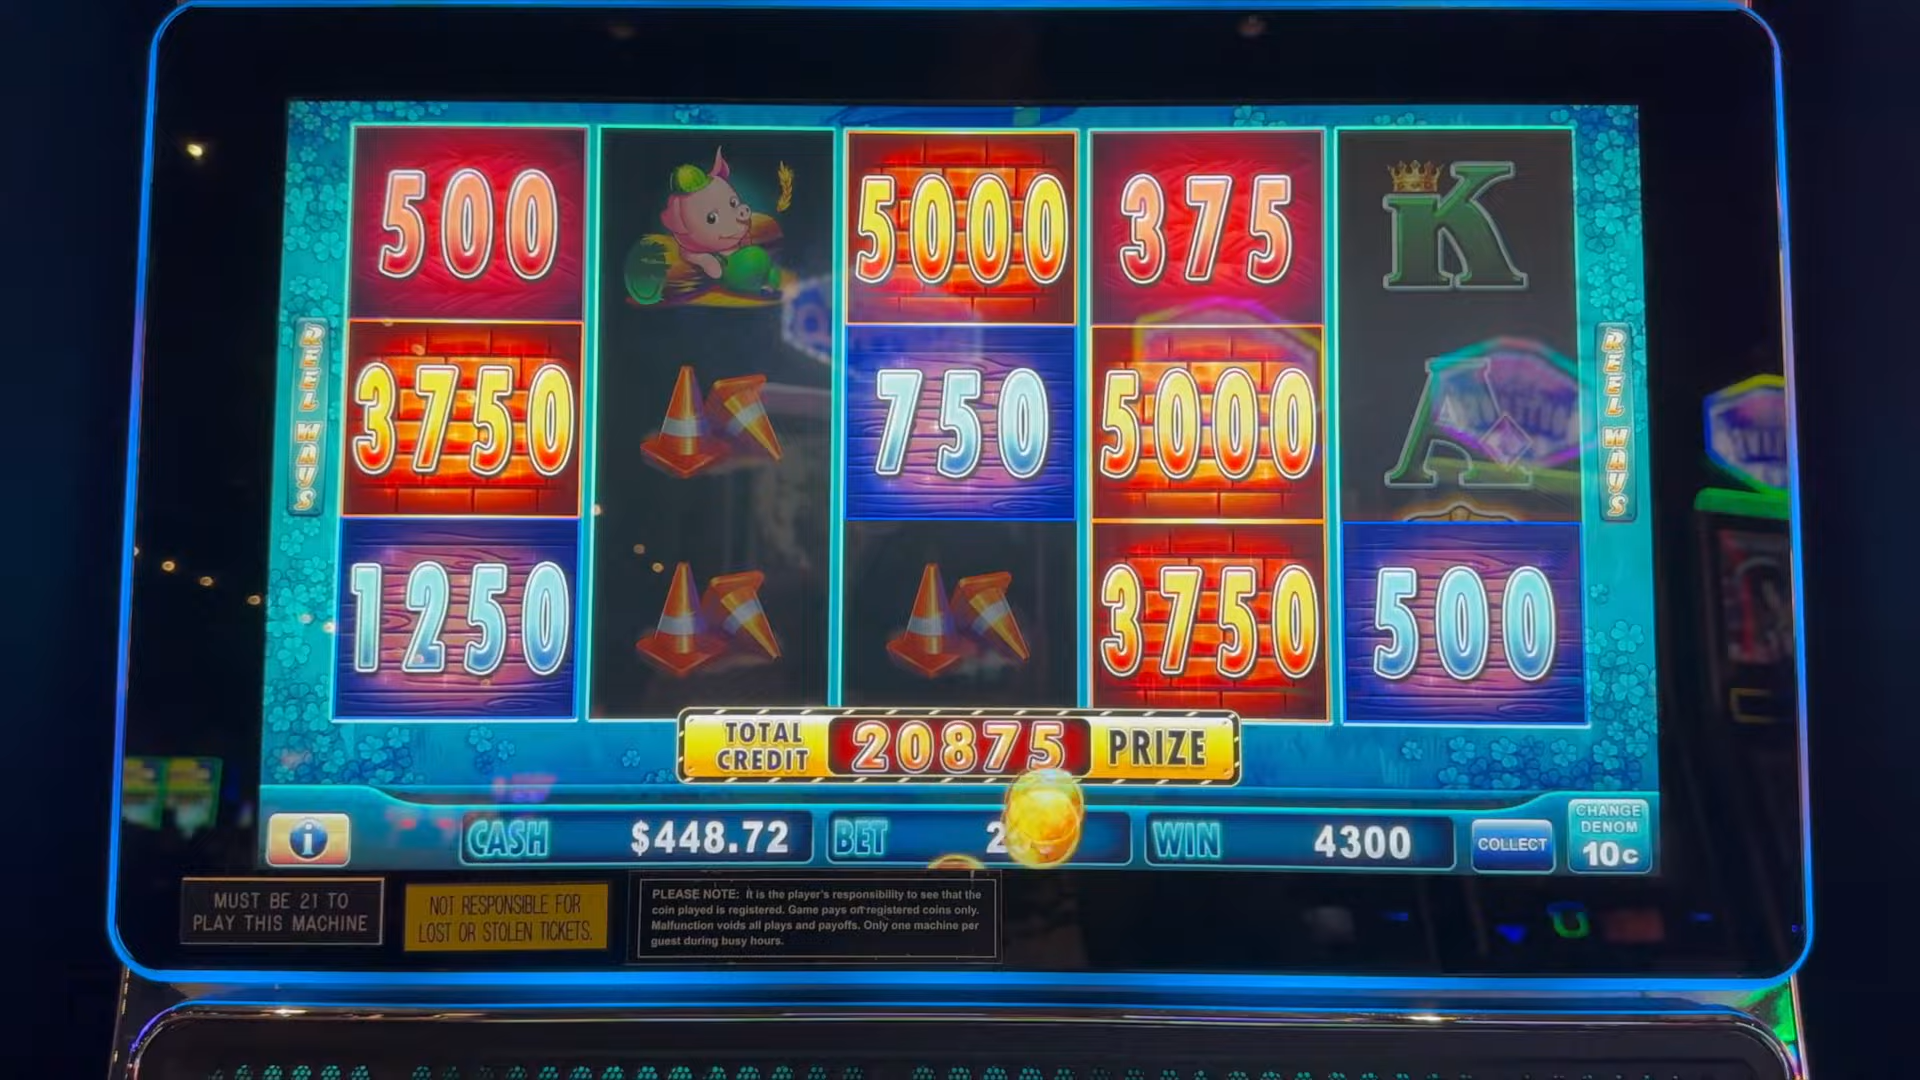 500
5000
375
K
REEL WAYS
3750
750
5000
A
REEL WAYS
1250
3750
500
TOTAL
CREDIT
20875
PRIZE
CASH $448.72
BET 2
WIN 4300
COLLECT
CHANGE
DENOM
10¢
MUST BE 21 TO
PLAY THIS MACHINE
NOT RESPONSIBLE FOR
LOST OR STOLEN TICKETS.
PLEASE NOTE: It is the player's responsibility to see that the
coin played is registered. Game pays on registered coins only.
Malfunction voids all plays and payoffs. Only one machine per
guest during busy hours.